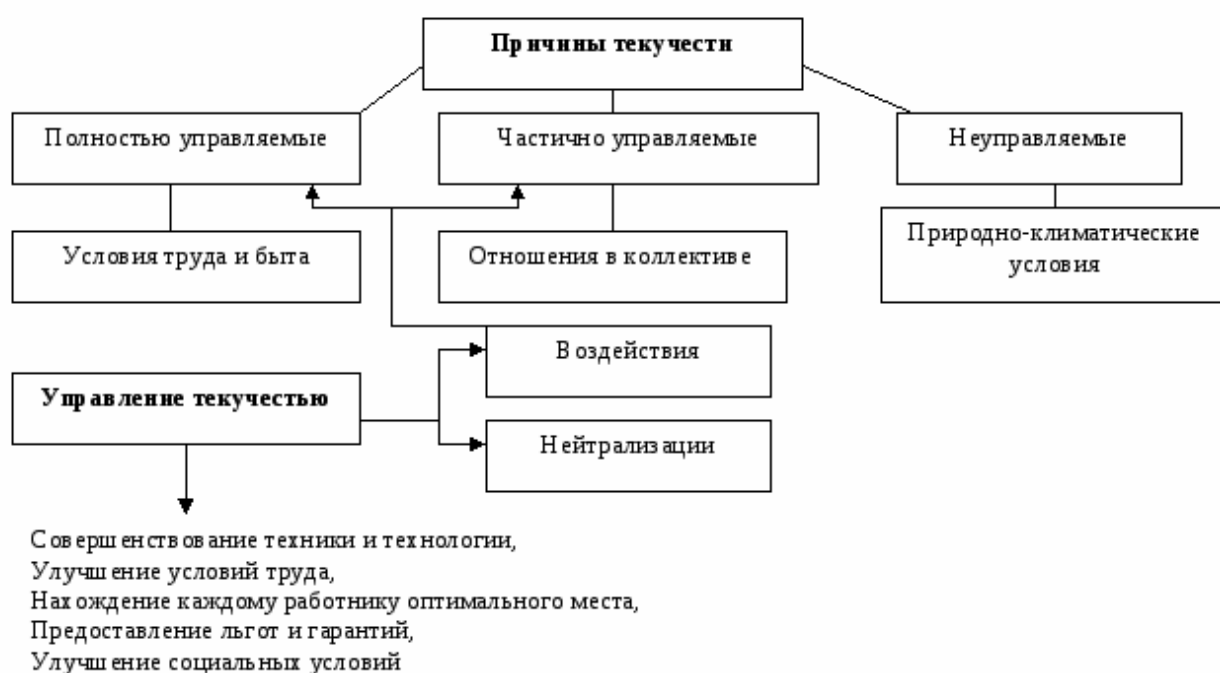 Причины текучести
Полностью управляемые
Частично управляемые
Неуправляемые
Условия труда и быта
Отношения в коллективе
Природно-климатические
условия
Воздействия
Управление текучестью
Нейтрализации
Совершенствование техники и технологии,
Улучшение условий труда,
Нахождение каждому работнику оптимального места,
Предоставление льгот и гарантий,
Улучшение социальных условий